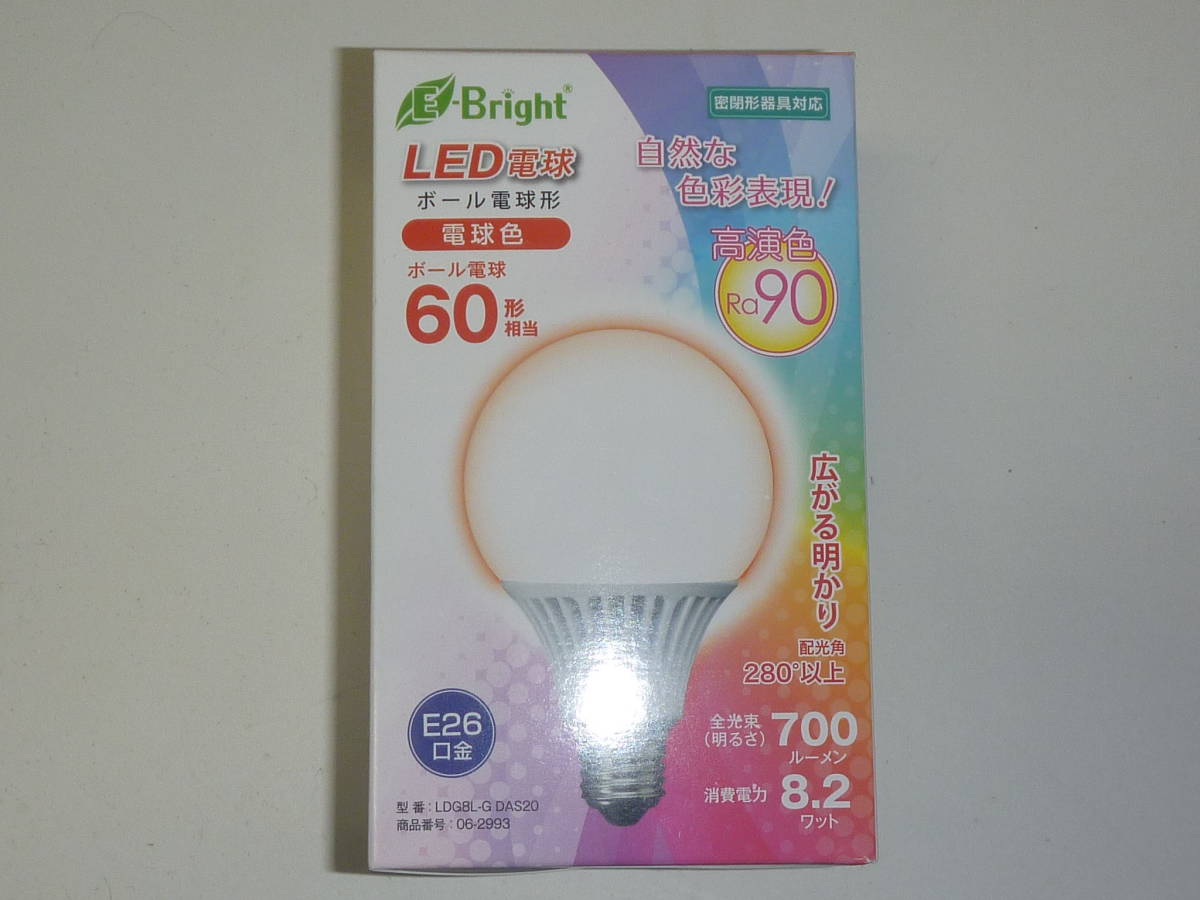 E-Bright®
LED電球
ボール電球形
電球色
ボール電球
60形
相当
密閉形器具対応
自然な
色彩表現!
高演色
Ra90
広がる明かり
配光角
280°以上
全光束
(明るさ)
700
ルーメン
消費電力
8.2
ワット
E26
口金
型 番:LDG8L-G DAS20
商品番号:06-2993